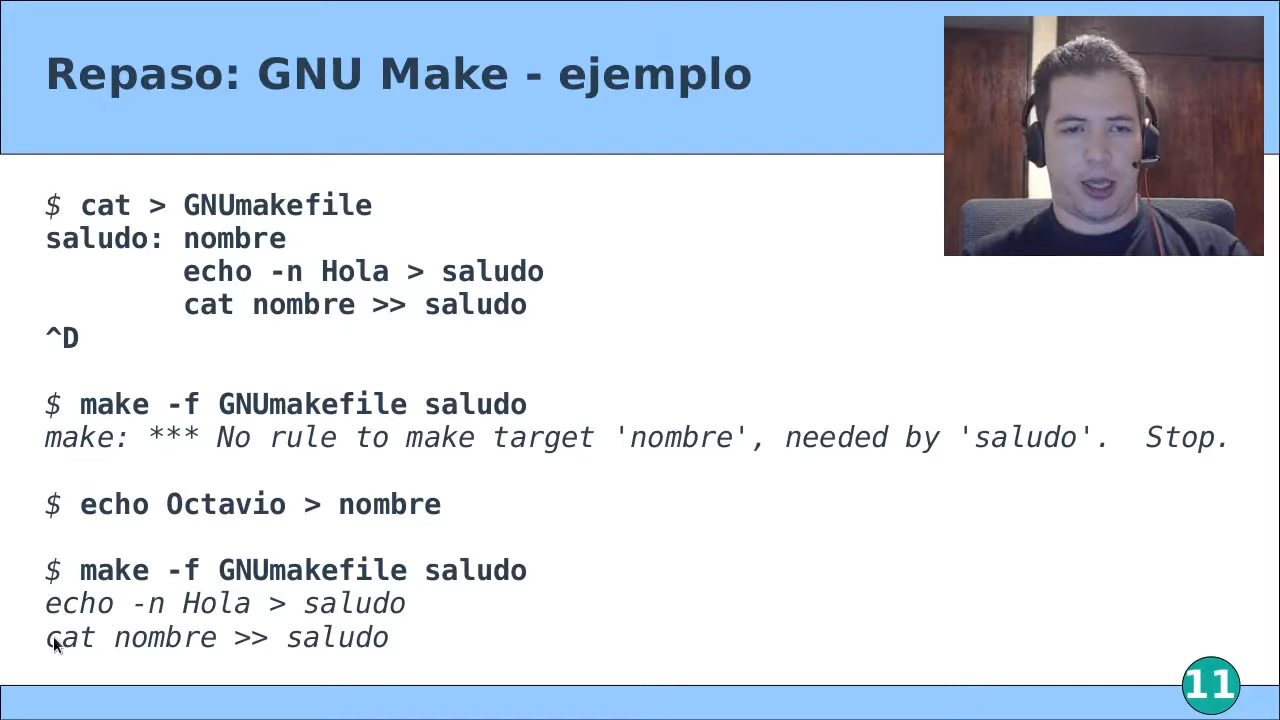 Repaso: GNU Make - ejemplo
$ cat > GNUmakefile
saludo: nombre
        echo -n Hola > saludo
        cat nombre >> saludo
^D
$ make -f GNUmakefile saludo
make: *** No rule to make target 'nombre', needed by 'saludo'.  Stop.
$ echo Octavio > nombre
$ make -f GNUmakefile saludo
echo -n Hola > saludo
cat nombre >> saludo
11